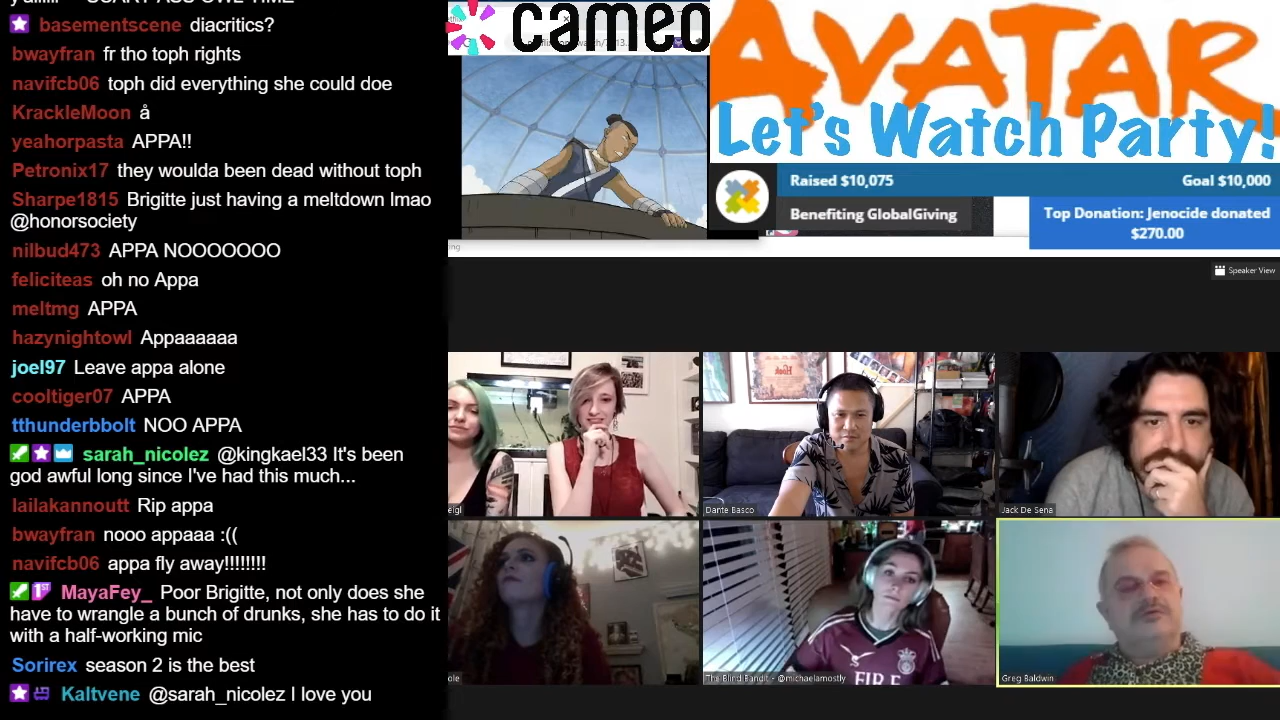 basementscene diacritics?
bwayfran fr tho toph rights
navifcb06 toph did everything she could doe
KrackleMoon å
yeahorpasta APPA!!
Petronix17 they woulda been dead without toph
Sharpe1815 Brigitte just having a meltdown lmao
@honorsociety
nilbud473 APPA NOOOOOOO
feliciteas oh no Appa
meltmg APPA
hazynightowl Appaaaaaa
joel97 Leave appa alone
cooltiger07 APPA
tthunderbbolt NOO APPA
sarah_nicolez @kingkael33 It's been
god awful long since I've had this much...
lailakannoutt Rip appa
bwayfran nooo appaaa :((
navifcb06 appa fly away!!!!!!!!
1ST MayaFey_ Poor Brigitte, not only does she
have to wrangle a bunch of drunks, she has to do it
with a half-working mic
Sorirex season 2 is the best
Kaltvene @sarah_nicolez I love you
cameo
AVATAR
Let's Watch Party!
Raised $10,075
Goal $10,000
Benefiting GlobalGiving
Top Donation: Jenocide donated
$270.00
Speaker View
Dante Basco
Jack De Sena
The Blind Bandit - @michaelamostly
Greg Baldwin